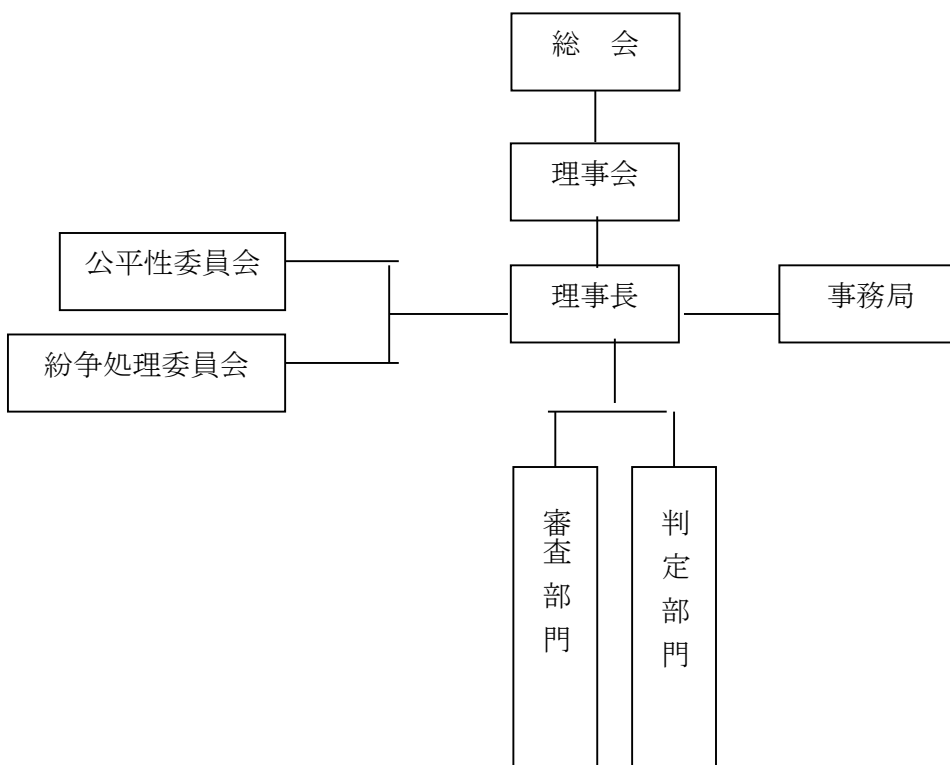 総　会
理事会
公平性委員会
理事長
事務局
紛争処理委員会
審査部門
判定部門